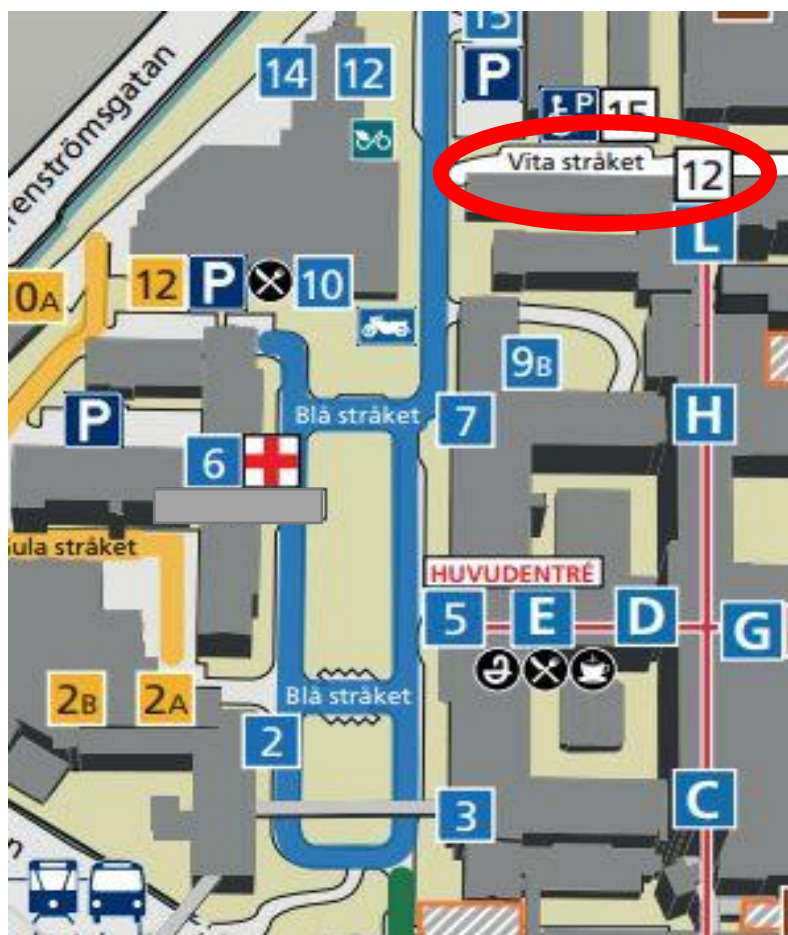 15
14
12
P
P
15
renströmsgatan
Vita stråket
12
L
0A
12
P
10
9B
P
Blå stråket
7
H
6
ula stråket
HUVUDENTRÉ
5
E
D
G
2B
2A
Blå stråket
2
3
C
n